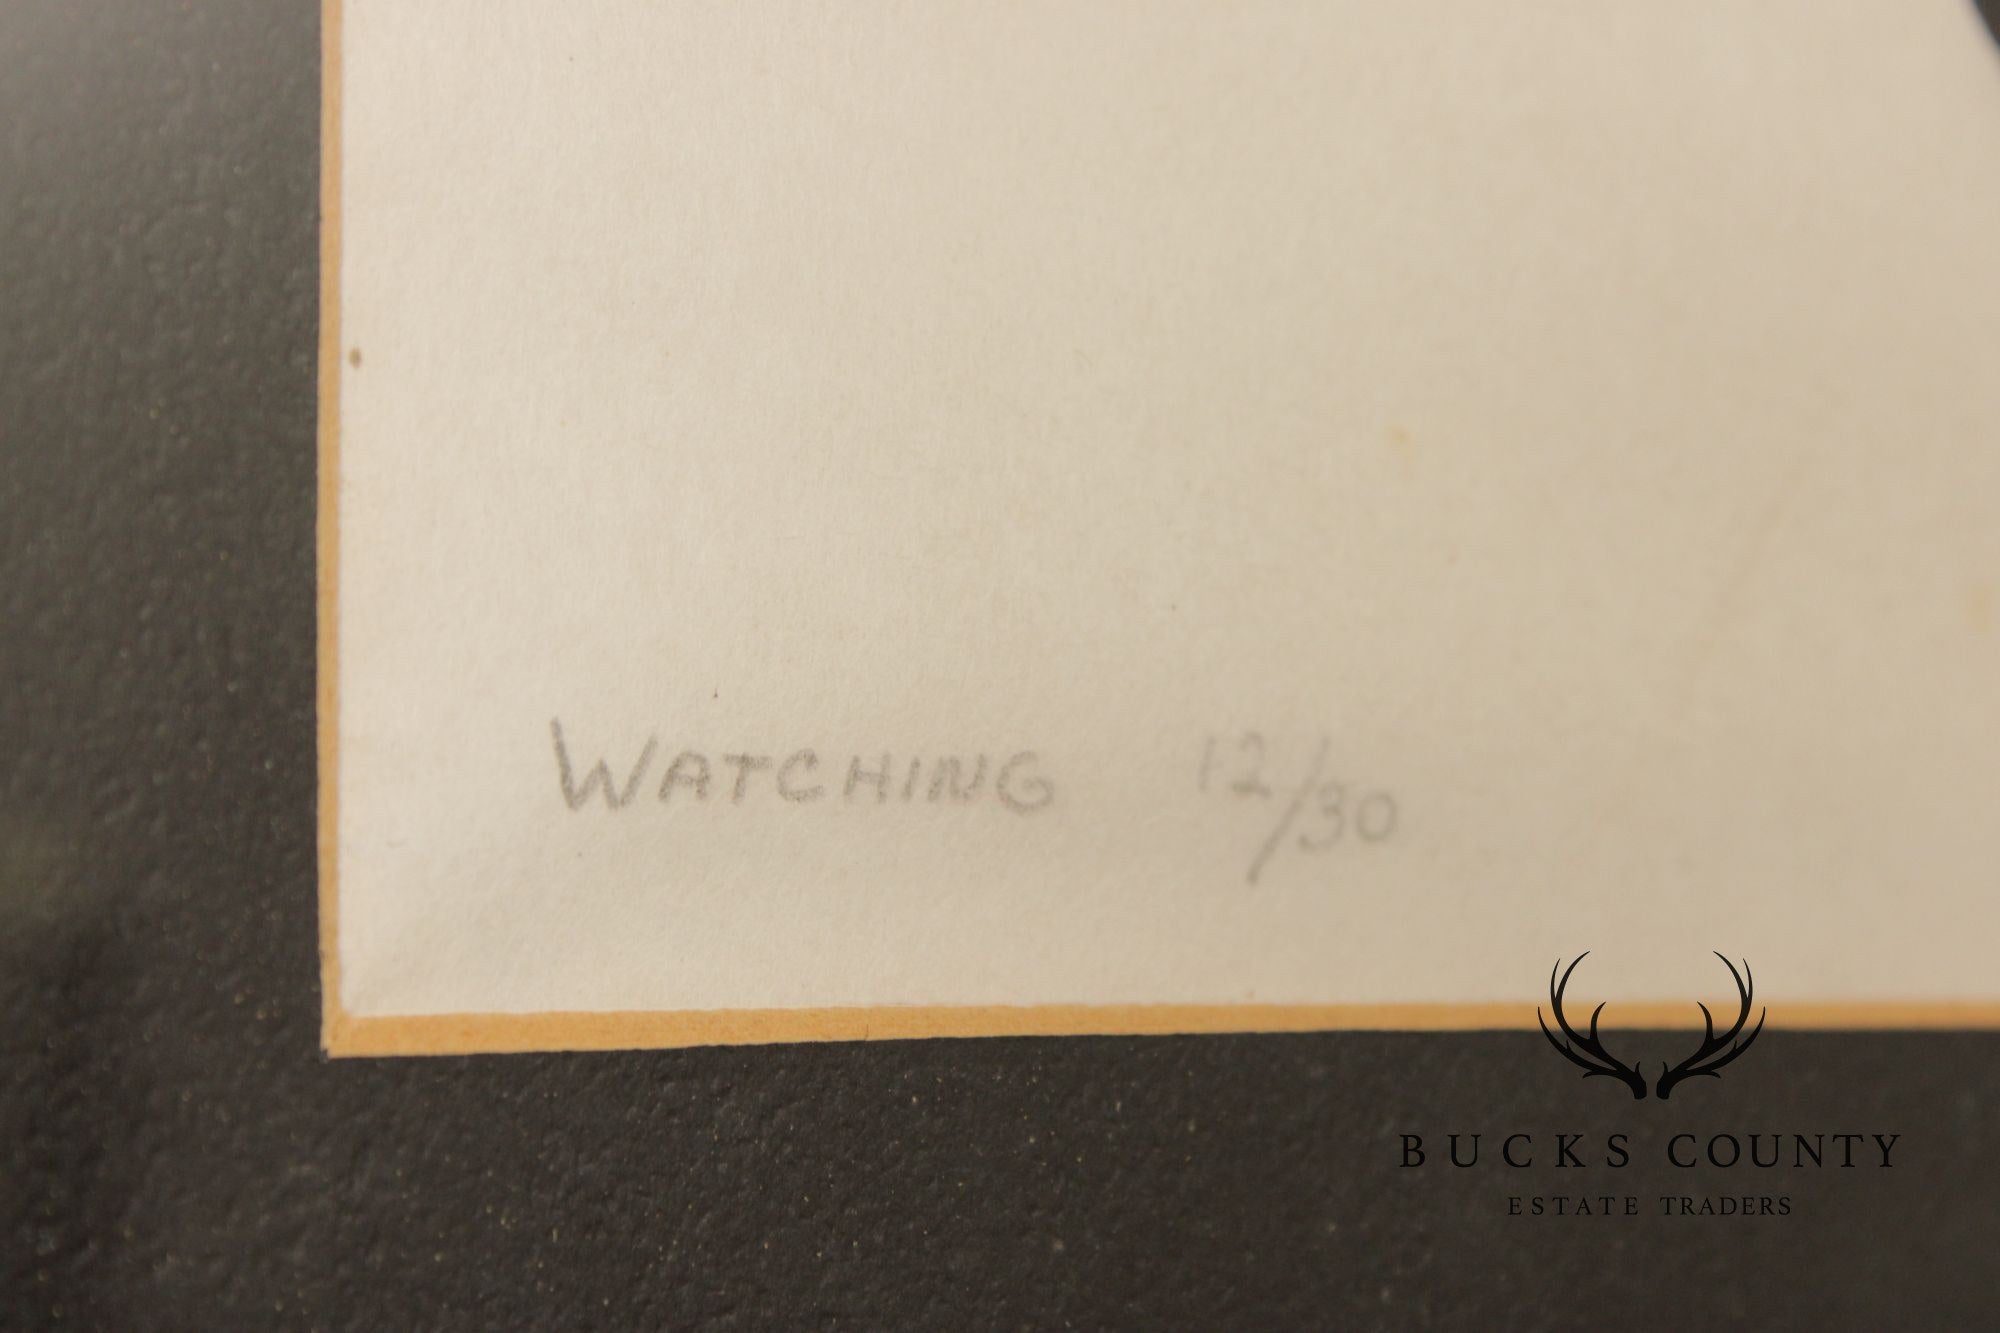 WATCHING 12/30
BUCKS COUNTY
ESTATE TRADERS